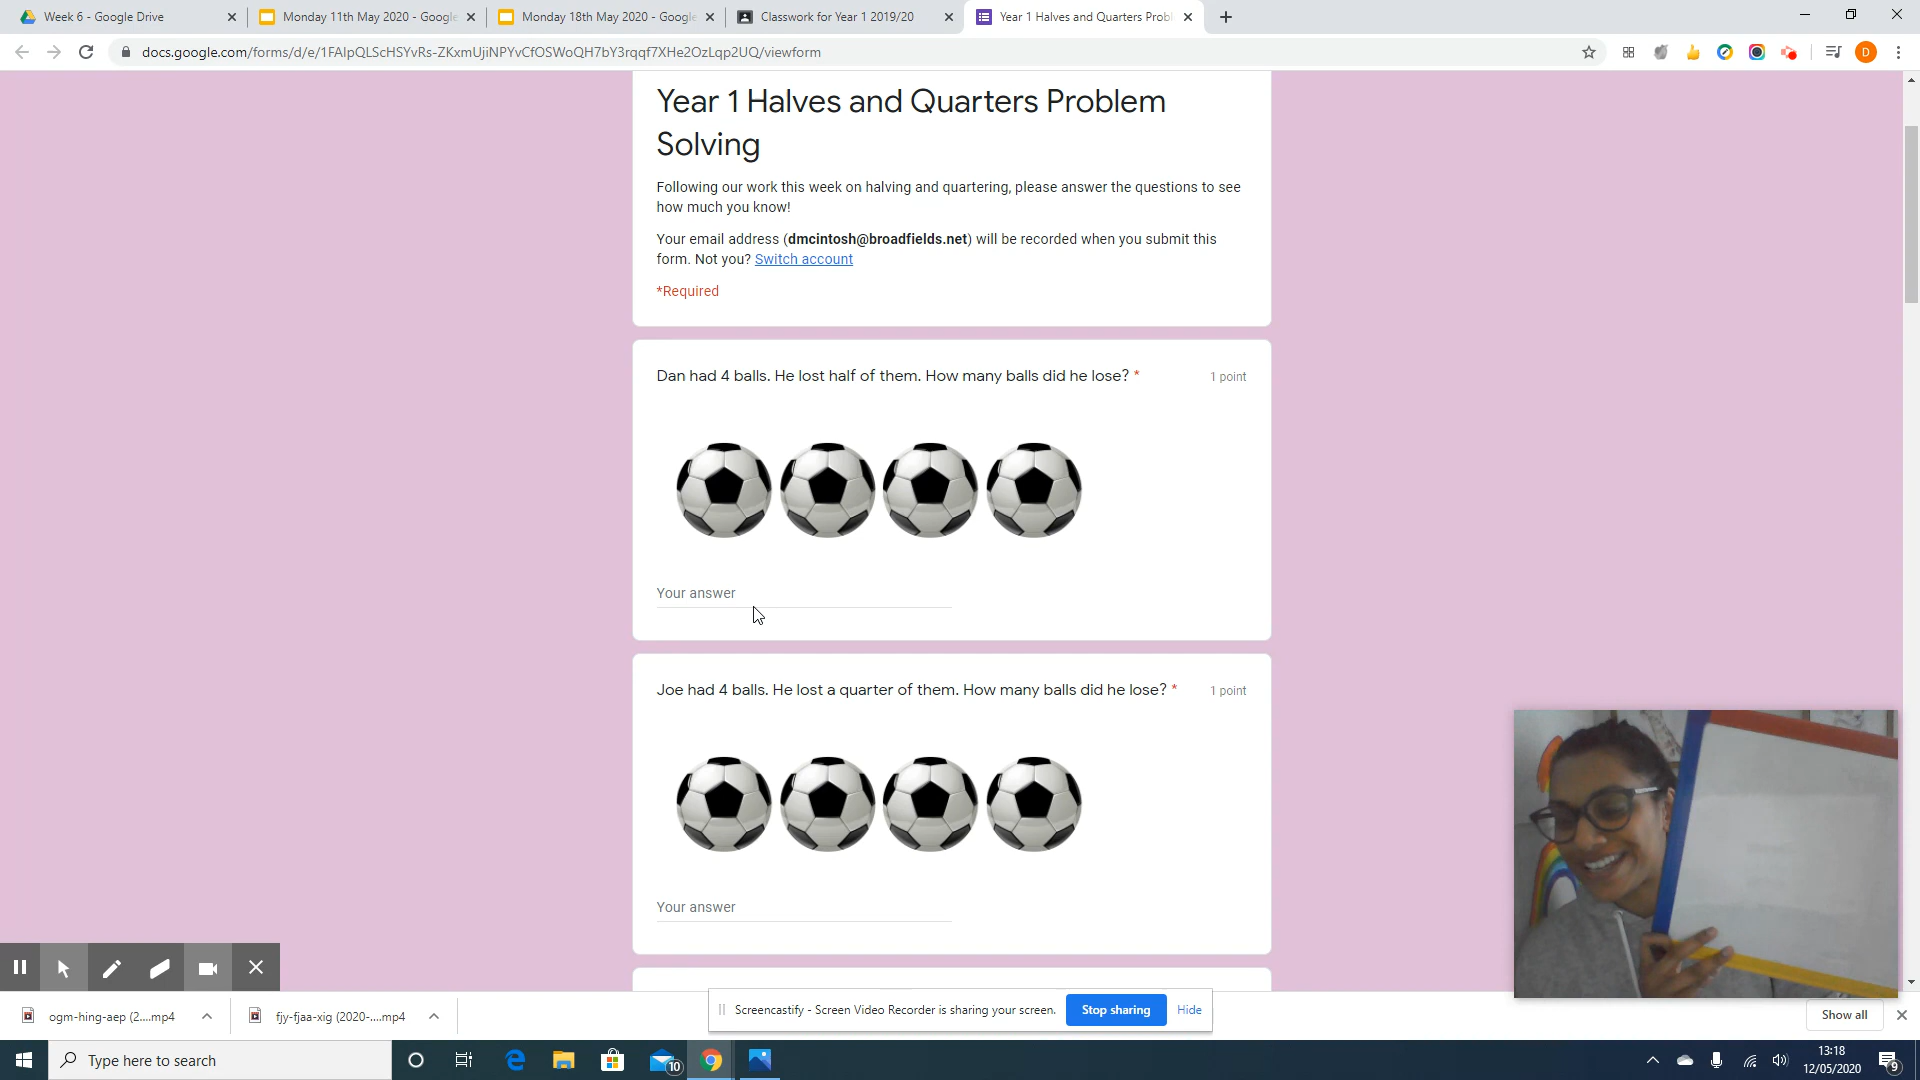 Week 6 - Google Drive
Monday 11th May 2020 - Google
Monday 18th May 2020 - Google
Classwork for Year 1 2019/20
Year 1 Halves and Quarters Probl
docs.google.com/forms/d/e/1FAIpQLScHSYvRs-ZKxmUjiNPYvCfOSWoQH7bY3rqqf7XHe2OzLqp2UQ/viewform
D
Year 1 Halves and Quarters Problem
Solving
Following our work this week on halving and quartering, please answer the questions to see
how much you know!
Your email address (dmcintosh@broadfields.net) will be recorded when you submit this
form. Not you? Switch account
*Required
Dan had 4 balls. He lost half of them. How many balls did he lose? *
1 point
Your answer
Joe had 4 balls. He lost a quarter of them. How many balls did he lose? *
1 point
Your answer
ogm-hing-aep (2....mp4
fjy-fjaa-xig (2020-....mp4
Screencastify - Screen Video Recorder is sharing your screen.
Stop sharing
Hide
Show all
Type here to search
10
13:18
12/05/2020
9